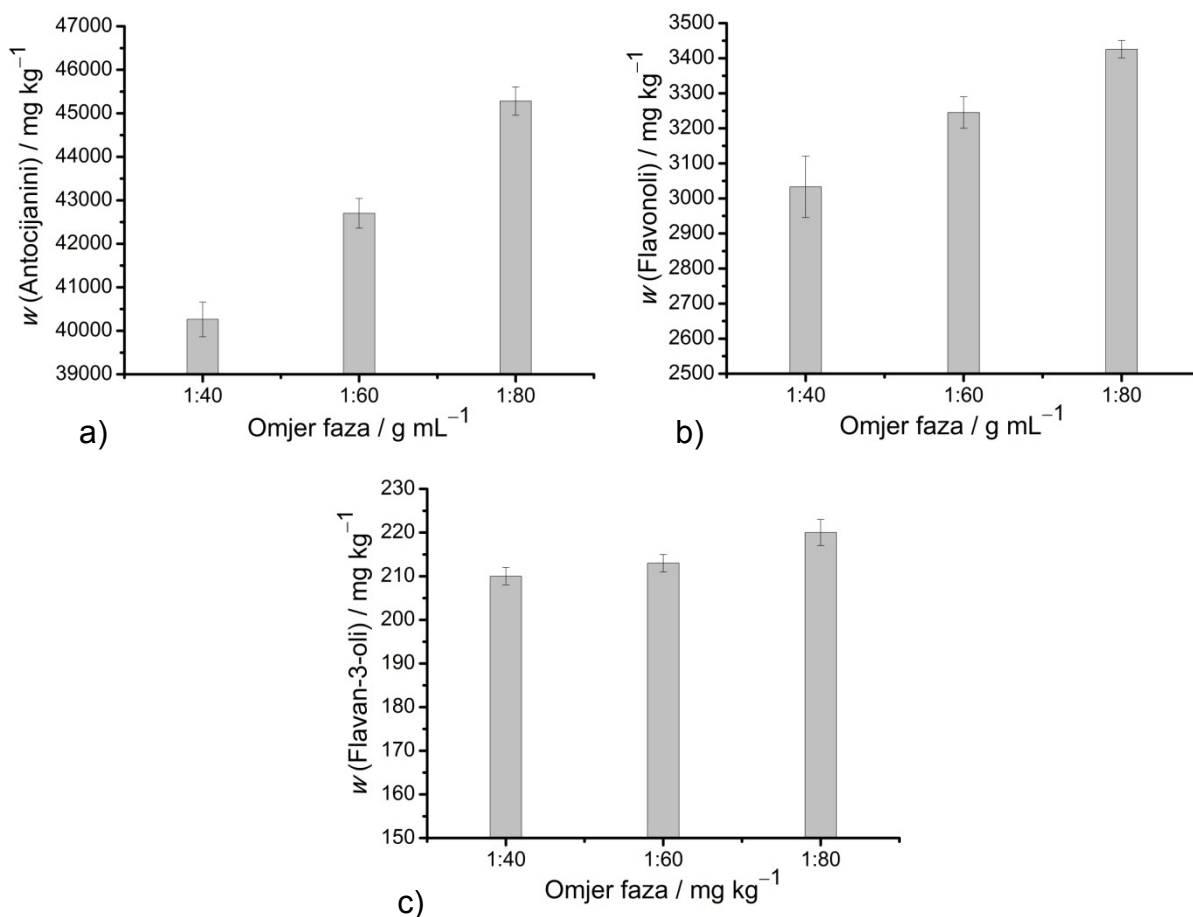 47000
46000
45000
44000
43000
42000
41000
40000
39000
w (Antocijanini) / mg kg⁻¹
1:40 1:60 1:80
Omjer faza / g mL⁻¹
a)
3500
3400
3300
3200
3100
3000
2900
2800
2700
2600
2500
w (Flavonoli) / mg kg⁻¹
1:40 1:60 1:80
Omjer faza / g mL⁻¹
b)
230
220
210
200
190
180
170
160
150
w (Flavan-3-oli) / mg kg⁻¹
1:40 1:60 1:80
Omjer faza / mg kg⁻¹
c)